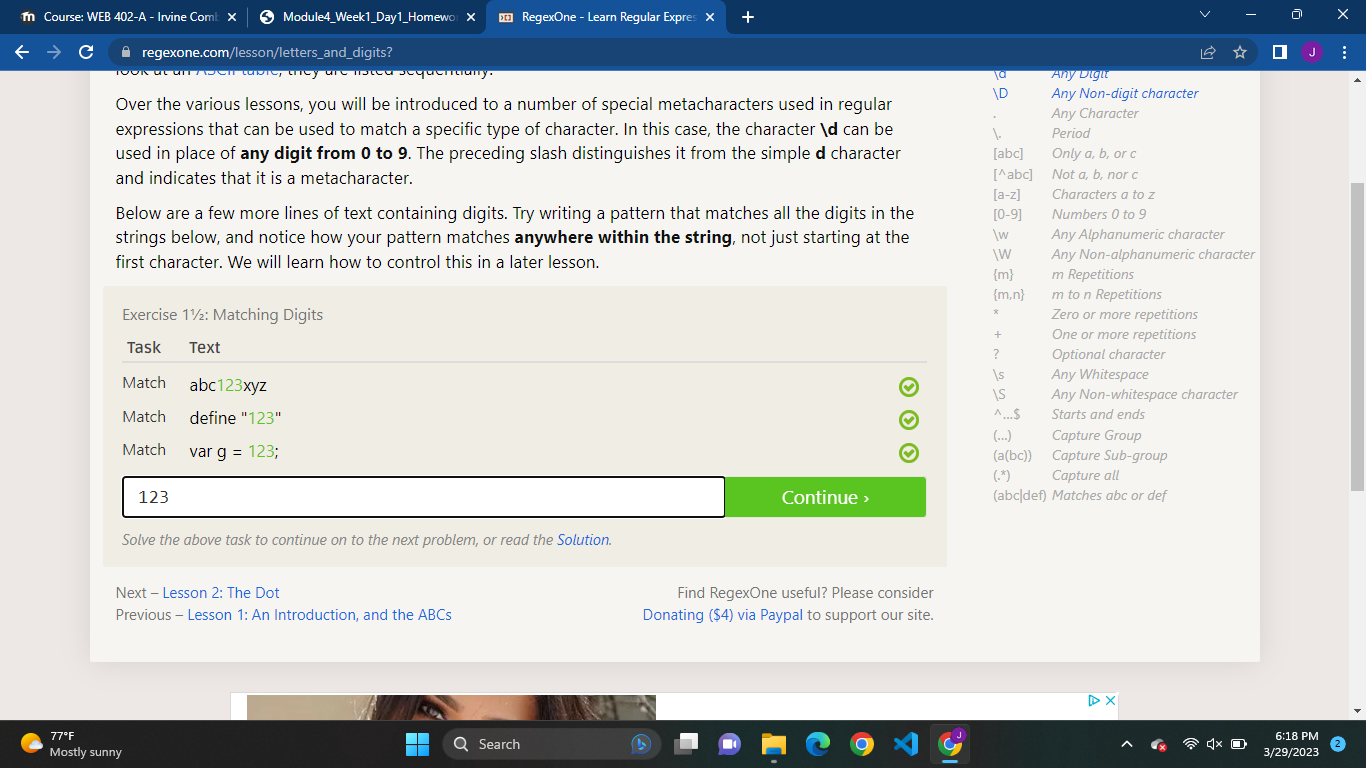 Course: WEB 402-A - Irvine Com
Module4_Week1_Day1_Homewo
RegexOne - Learn Regular Expres
regexone.com/lesson/letters_and_digits?
J
look at an ASCII table, they are listed sequentially.
Over the various lessons, you will be introduced to a number of special metacharacters used in regular
expressions that can be used to match a specific type of character. In this case, the character \d can be
used in place of any digit from 0 to 9. The preceding slash distinguishes it from the simple d character
and indicates that it is a metacharacter.
Below are a few more lines of text containing digits. Try writing a pattern that matches all the digits in the
strings below, and notice how your pattern matches anywhere within the string, not just starting at the
first character. We will learn how to control this in a later lesson.
Exercise 1½: Matching Digits
Task Text
Match abc123xyz
Match define "123"
Match var g = 123;
123
Continue ›
Solve the above task to continue on to the next problem, or read the Solution.
Next – Lesson 2: The Dot
Previous – Lesson 1: An Introduction, and the ABCs
Find RegexOne useful? Please consider
Donating ($4) via Paypal to support our site.
\d Any Digit
\D Any Non-digit character
. Any Character
\. Period
[abc] Only a, b, or c
[^abc] Not a, b, nor c
[a-z] Characters a to z
[0-9] Numbers 0 to 9
\w Any Alphanumeric character
\W Any Non-alphanumeric character
{m} m Repetitions
{m,n} m to n Repetitions
* Zero or more repetitions
+ One or more repetitions
? Optional character
\s Any Whitespace
\S Any Non-whitespace character
^…$ Starts and ends
(…) Capture Group
(a(bc)) Capture Sub-group
(.*) Capture all
(abc|def) Matches abc or def
77°F
Mostly sunny
Search
J
6:18 PM
3/29/2023
2